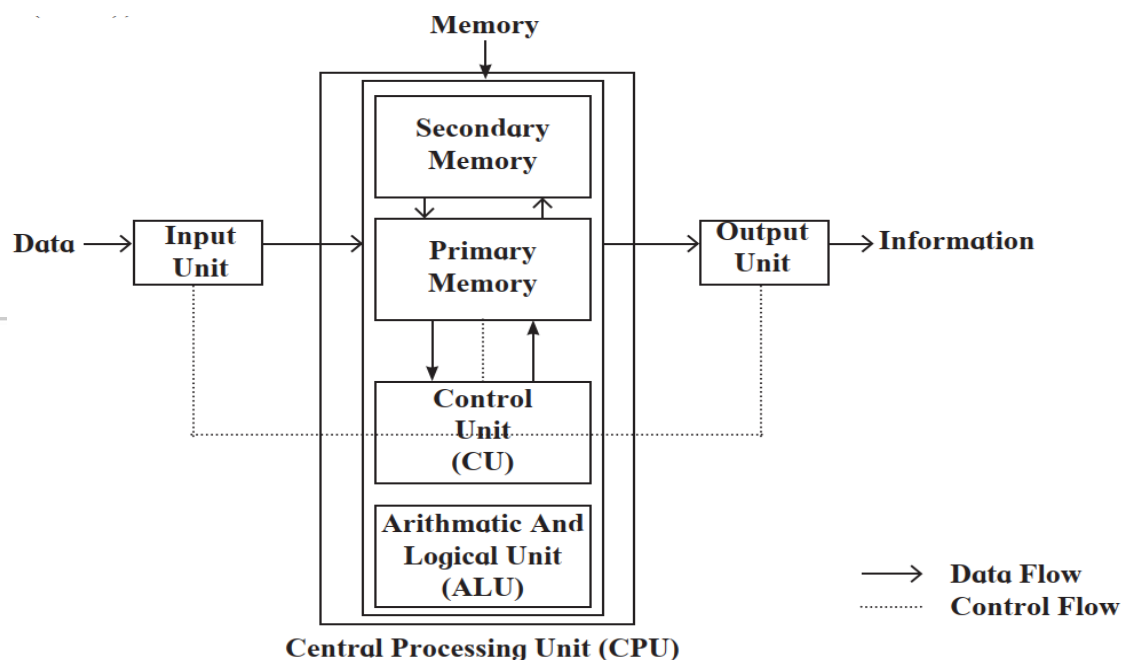 Memory
Secondary
Memory
Data
Input
Unit
Primary
Memory
Output
Unit
Information
Control
Unit
(CU)
Arithmatic And
Logical Unit
(ALU)
Data Flow
Control Flow
Central Processing Unit (CPU)